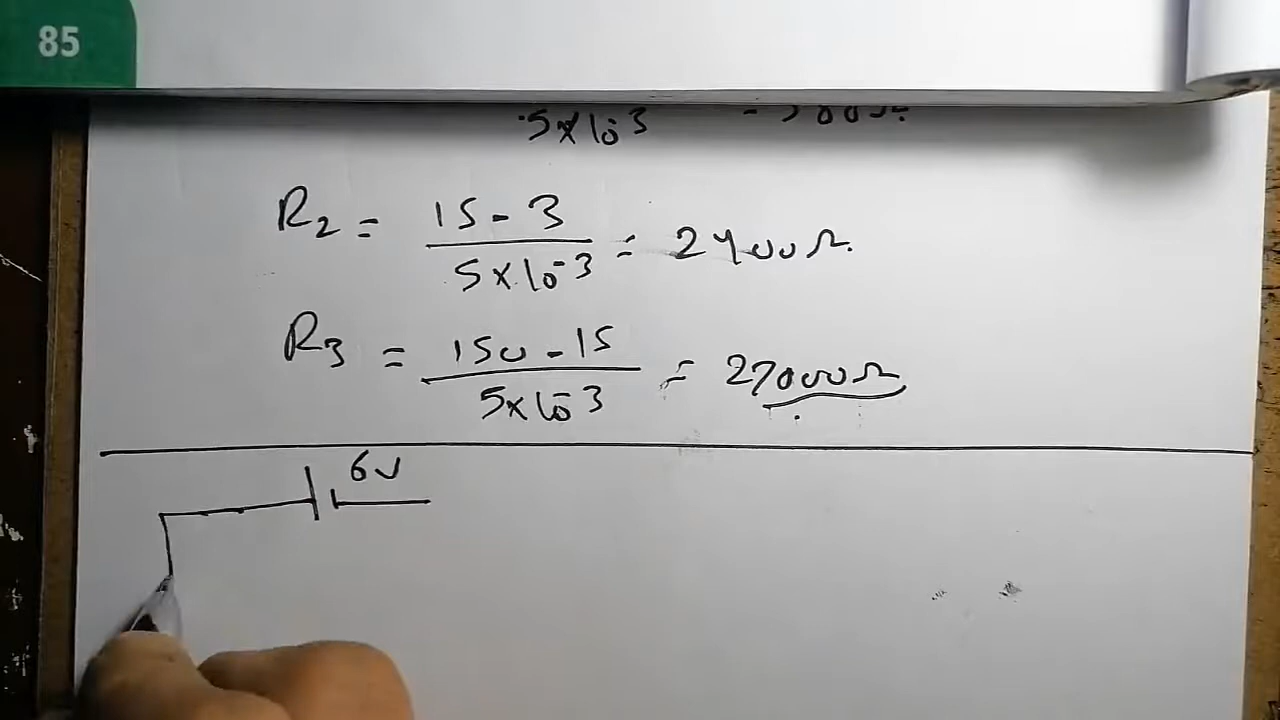 85
5×10⁻³ = 500Ω.
R₂ = 15 - 3 / 5×10⁻³ = 2400Ω.
R₃ = 150 - 15 / 5×10⁻³ = 27000Ω
6V